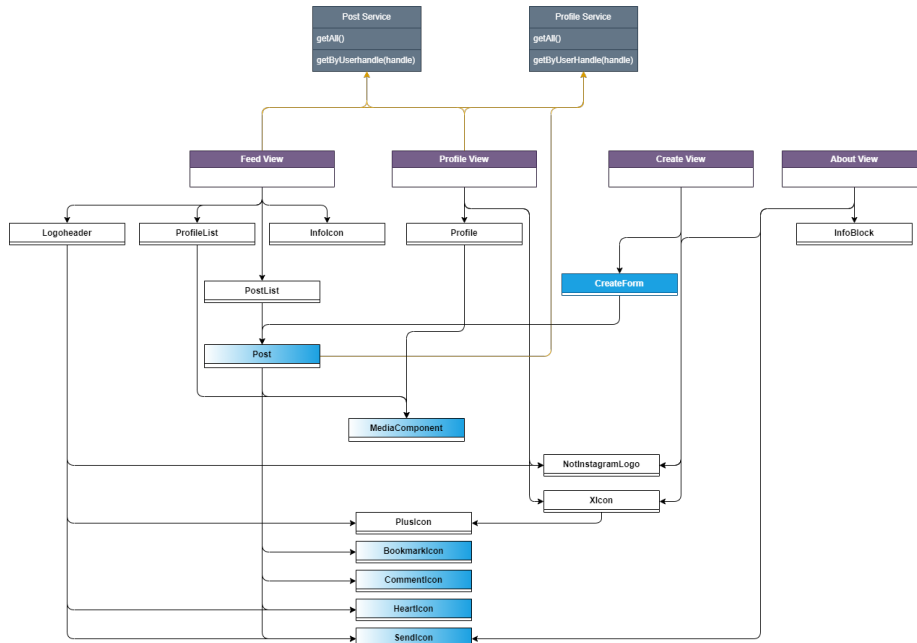 Post Service
getAll()
getByUserhandle(handle)
Profile Service
getAll()
getByUserHandle(handle)
Feed View
Profile View
Create View
About View
Logoheader
ProfileList
InfoIcon
Profile
InfoBlock
PostList
CreateForm
Post
MediaComponent
NotInstagramLogo
XIcon
PlusIcon
BookmarkIcon
CommentIcon
HeartIcon
SendIcon